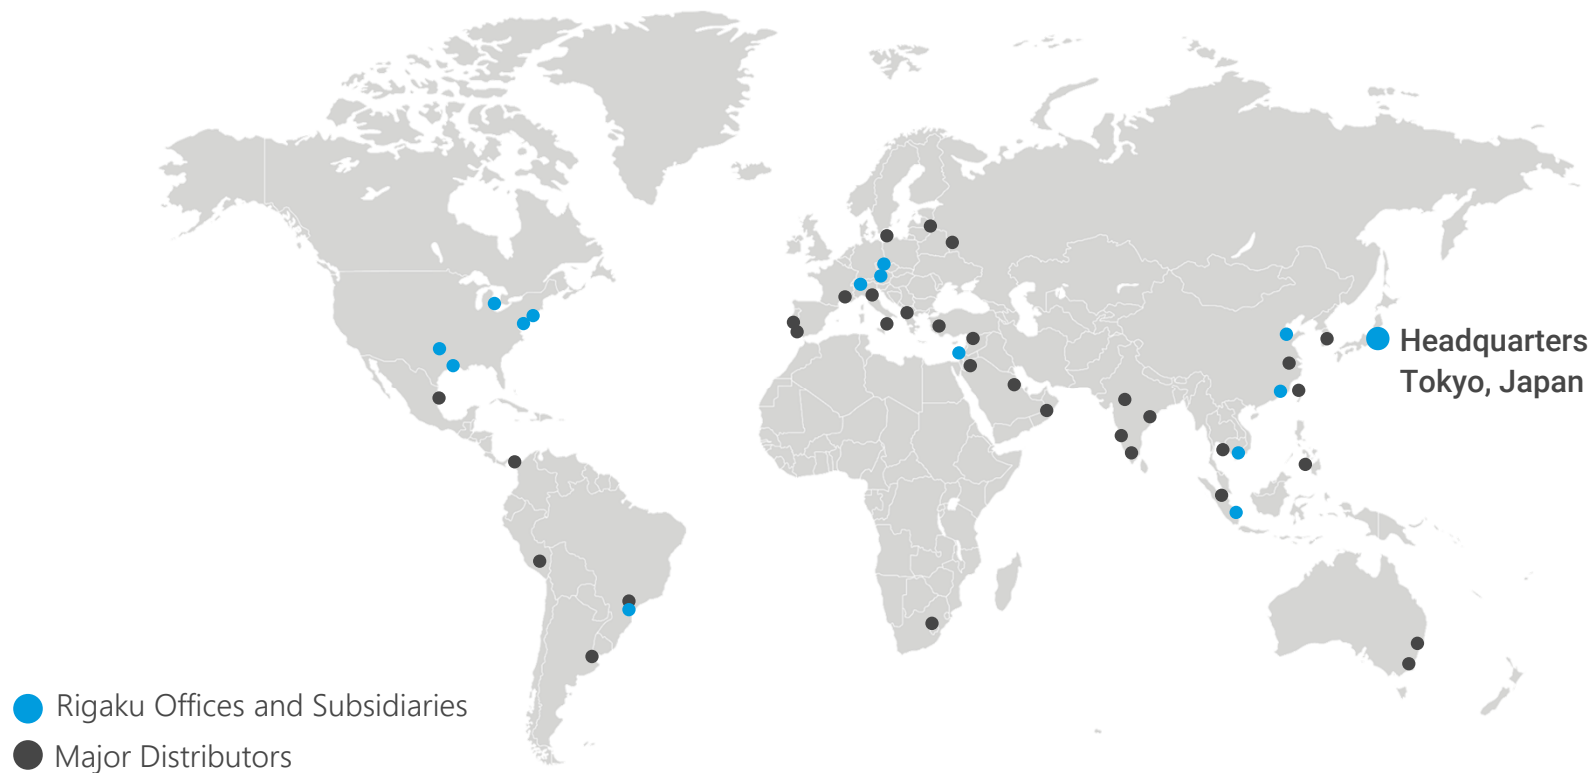 Headquarters
Tokyo, Japan
Rigaku Offices and Subsidiaries
Major Distributors